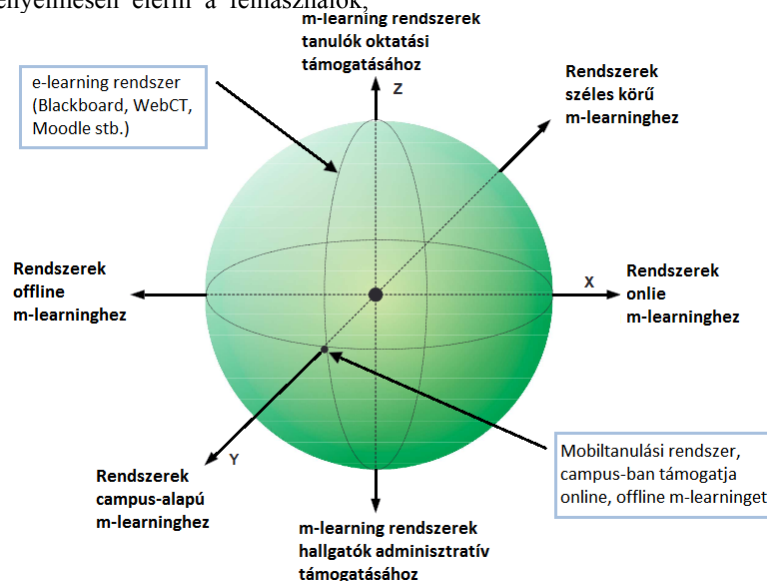 elérni a felhasználók,
m-learning rendszerek
tanulók oktatási
támogatásához
Z
e-learning rendszer
(Blackboard, WebCT,
Moodle stb.)
Rendszerek
széles körű
m-learninghez
Rendszerek
offline
m-learninghez
X
Rendszerek
onlie
m-learninghez
Y
Rendszerek
campus-alapú
m-learninghez
Mobiltanulási rendszer,
campus-ban támogatja
online, offline m-learninget
m-learning rendszerek
hallgatók adminisztratív
támogatásához